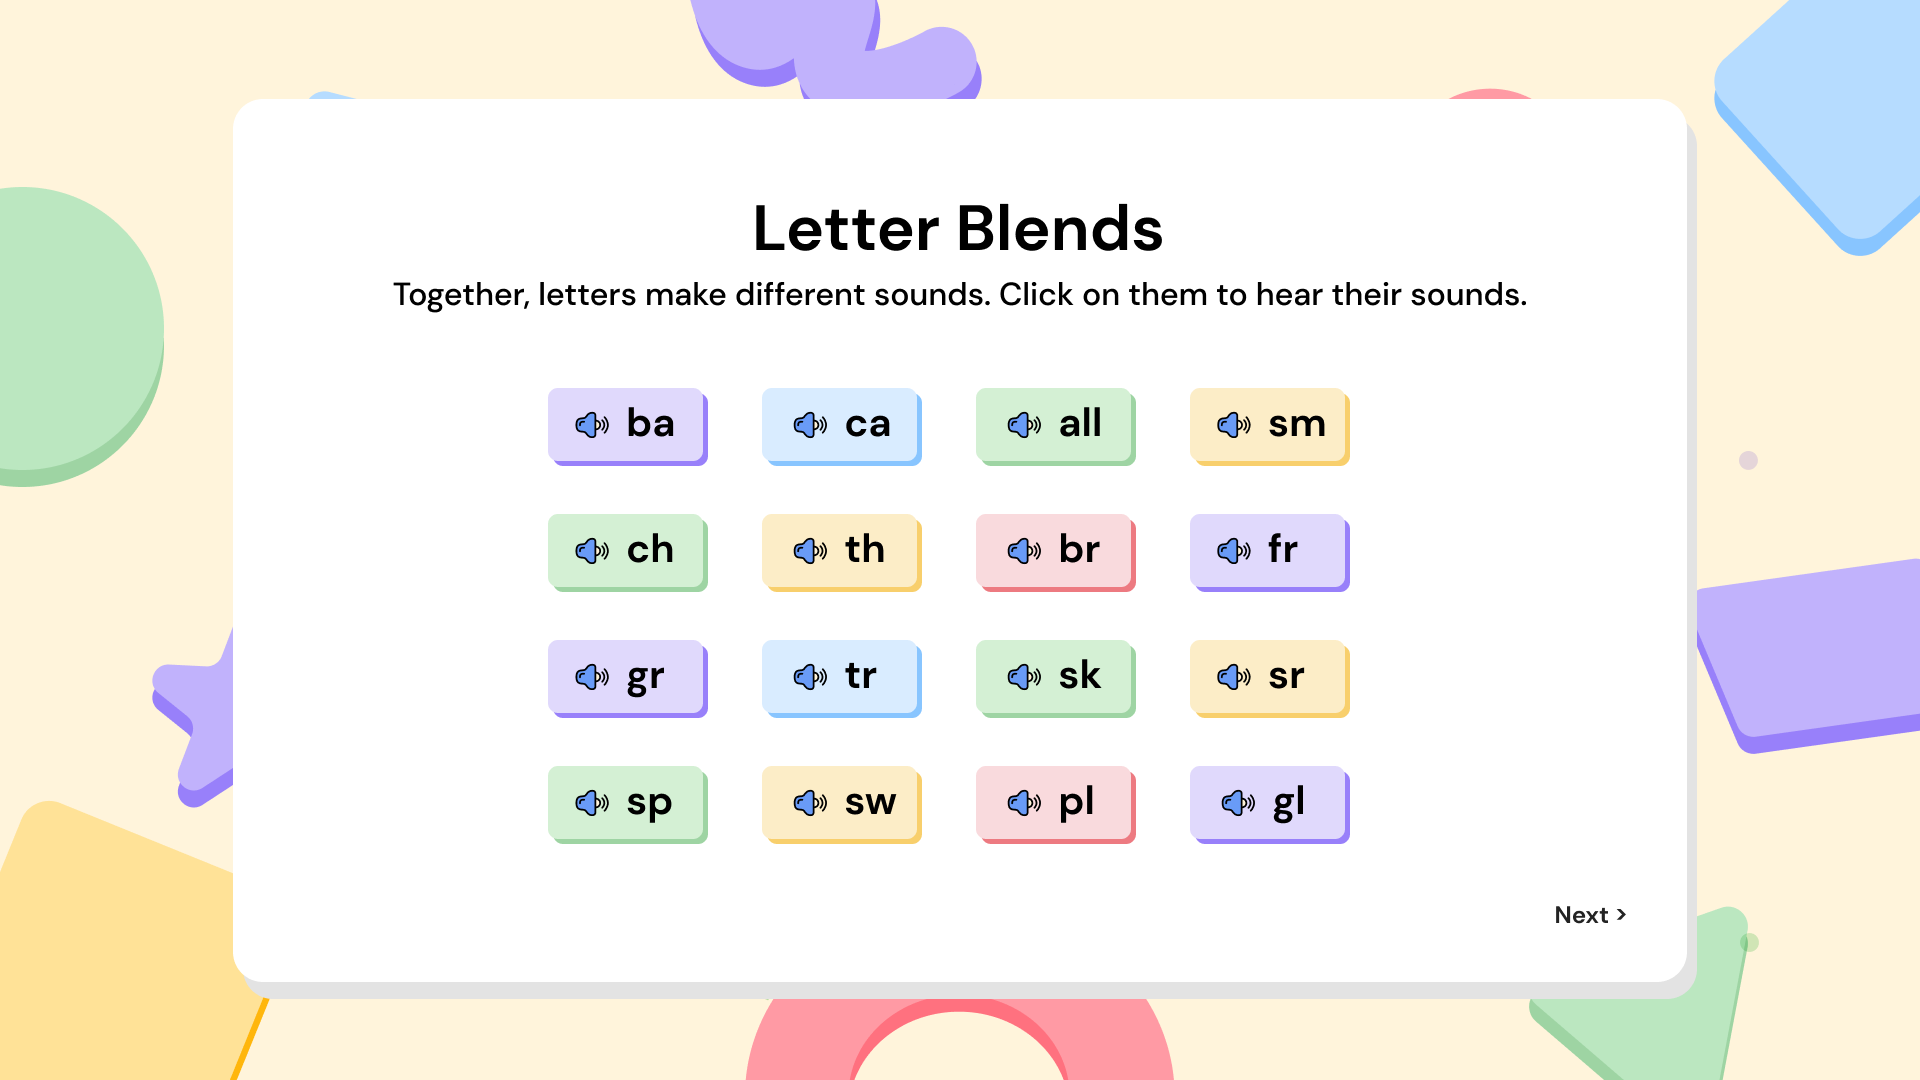 Letter Blends
Together, letters make different sounds. Click on them to hear their sounds.
ba ca all sm
ch th br fr
gr tr sk sr
sp sw pl gl
Next >